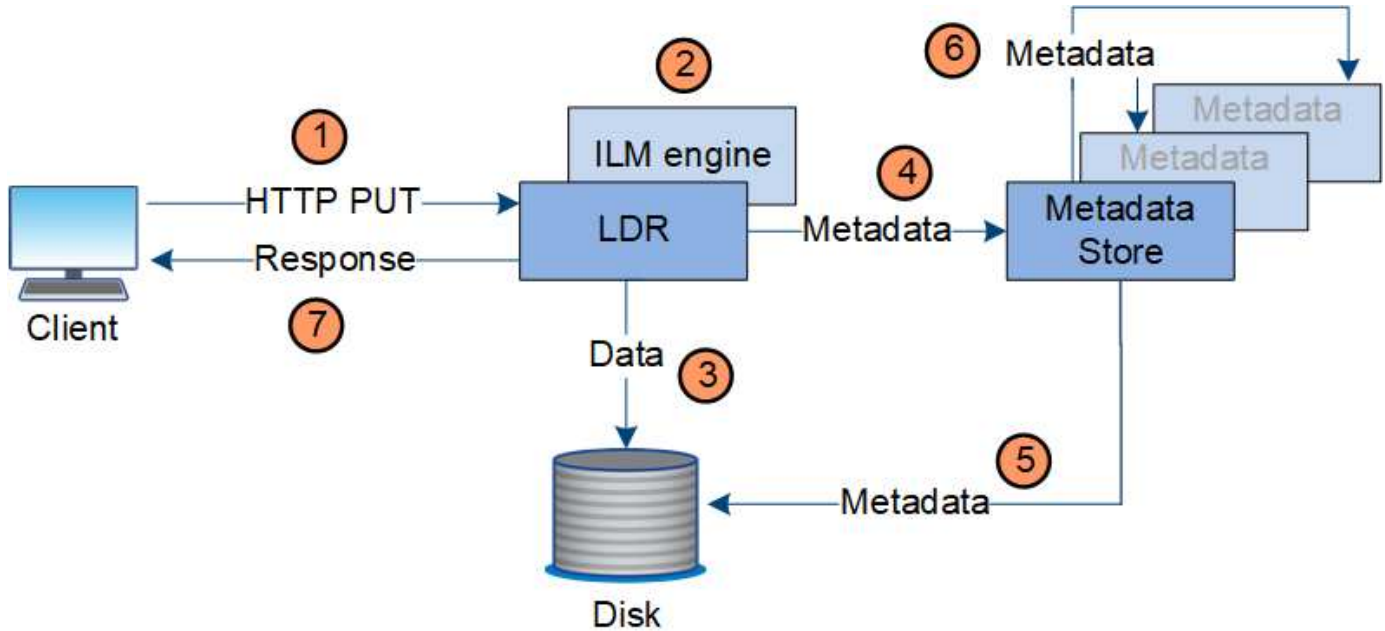 6
Metadata
2
Metadata
1
ILM engine
Metadata
4
HTTP PUT
LDR
Metadata
Metadata
Store
Response
Client
7
Data
3
5
Metadata
Disk